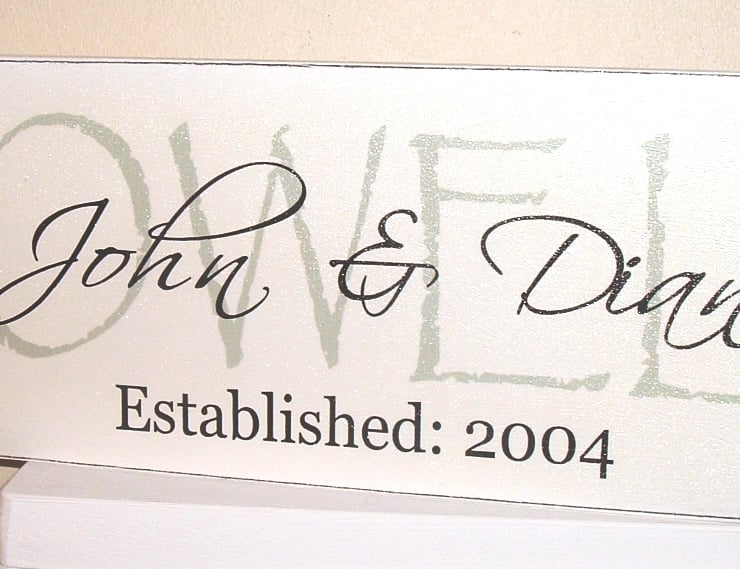 OWEL
John & Dian
Established: 2004